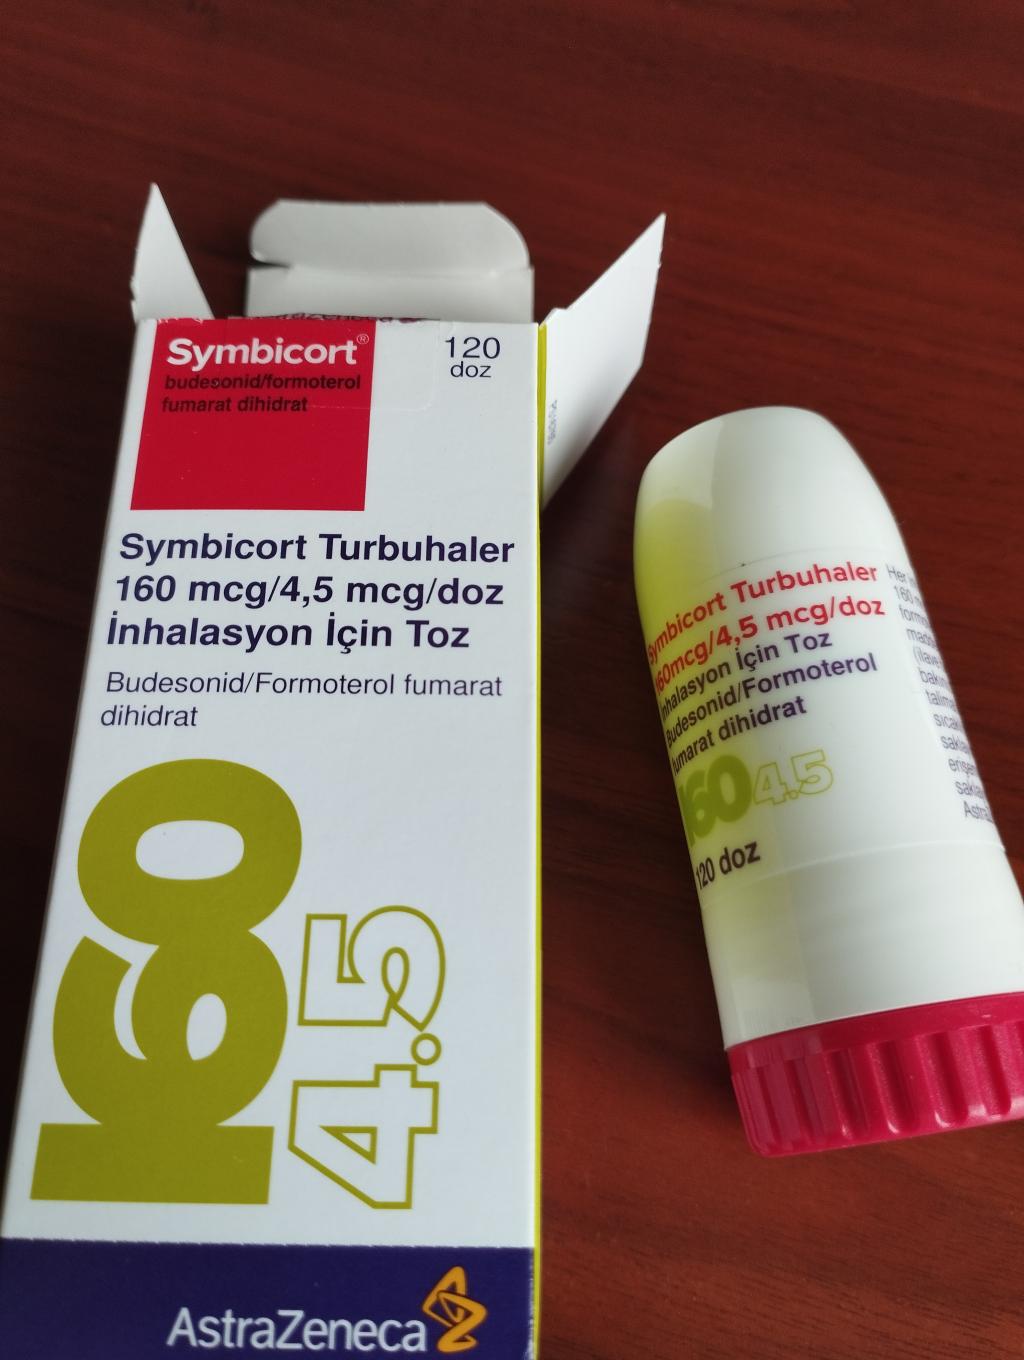 Symbicort®
budesonid/formoterol
fumarat dihidrat
120
doz
Symbicort Turbuhaler
160 mcg/4,5 mcg/doz
İnhalasyon İçin Toz
Budesonid/Formoterol fumarat
dihidrat
160
4.5
AstraZeneca
Symbicort Turbuhaler
160mcg/4,5 mcg/doz
İnhalasyon İçin Toz
Budesonid/Formoterol
fumarat dihidrat
160 4.5
120 doz
Her
160